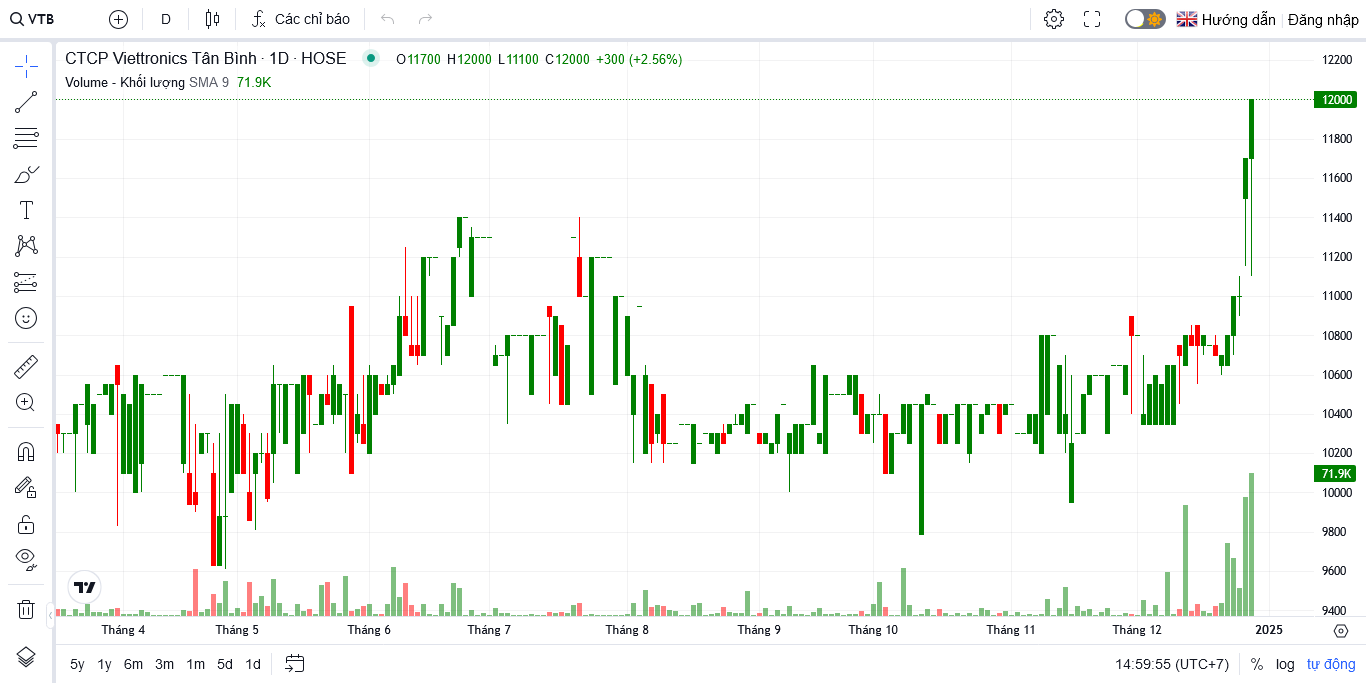 VTB D Các chỉ báo Hướng dẫn Đăng nhập
CTCP Viettronics Tân Bình · 1D · HOSE O11700 H12000 L11100 C12000 +300 (+2.56%)
Volume - Khối lượng SMA 9 71.9K
12200
12000
11800
11600
11400
11200
11000
10800
10600
10400
10200
71.9K
10000
9800
9600
9400
Tháng 4 Tháng 5 Tháng 6 Tháng 7 Tháng 8 Tháng 9 Tháng 10 Tháng 11 Tháng 12 2025
5y 1y 6m 3m 1m 5d 1d 14:59:55 (UTC+7) % log tự động